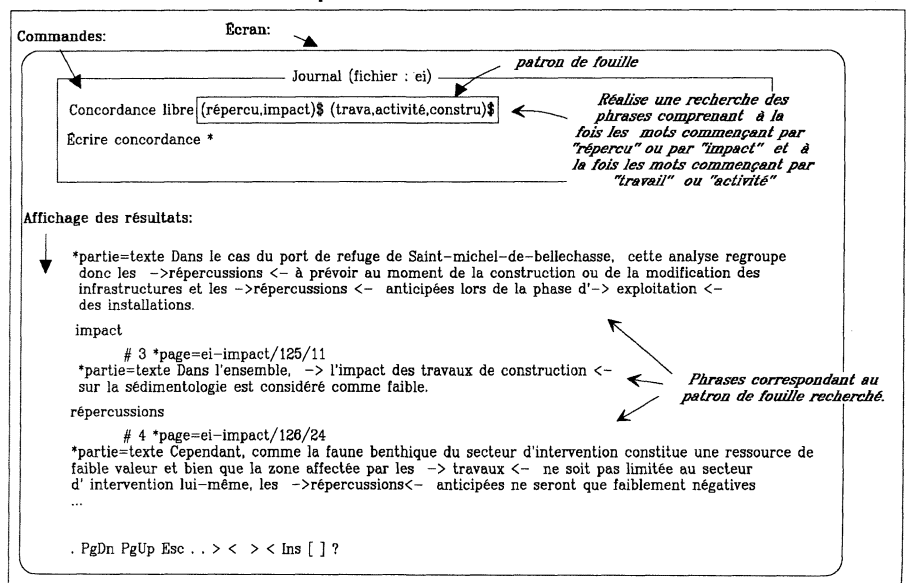 Commandes:
Écran:
patron de fouille
Journal (fichier : ei)
Concordance libre (répercu,impact)$ (trava,activité,constru)$
Écrire concordance *
Réalise une recherche des
phrases comprenant à la
fois les mots commençant par
"répercu" ou par "impact" et à
la fois les mots commençant par
"travail" ou "activité"
Affichage des résultats:
*partie=texte Dans le cas du port de refuge de Saint-michel-de-bellechasse, cette analyse regroupe
donc les ->répercussions <- à prévoir au moment de la construction ou de la modification des
infrastructures et les ->répercussions <- anticipées lors de la phase d'-> exploitation <-
des installations.
impact
# 3 *page=ei-impact/125/11
*partie=texte Dans l'ensemble, -> l'impact des travaux de construction <-
sur la sédimentologie est considéré comme faible.
Phrases correspondant au
patron de fouille recherché.
répercussions
# 4 *page=ei-impact/126/24
*partie=texte Cependant, comme la faune benthique du secteur d'intervention constitue une ressource de
faible valeur et bien que la zone affectée par les -> travaux <- ne soit pas limitée au secteur
d' intervention lui-même, les ->répercussions<- anticipées ne seront que faiblement négatives
...
. PgDn PgUp Esc . . > < > < Ins [ ] ?